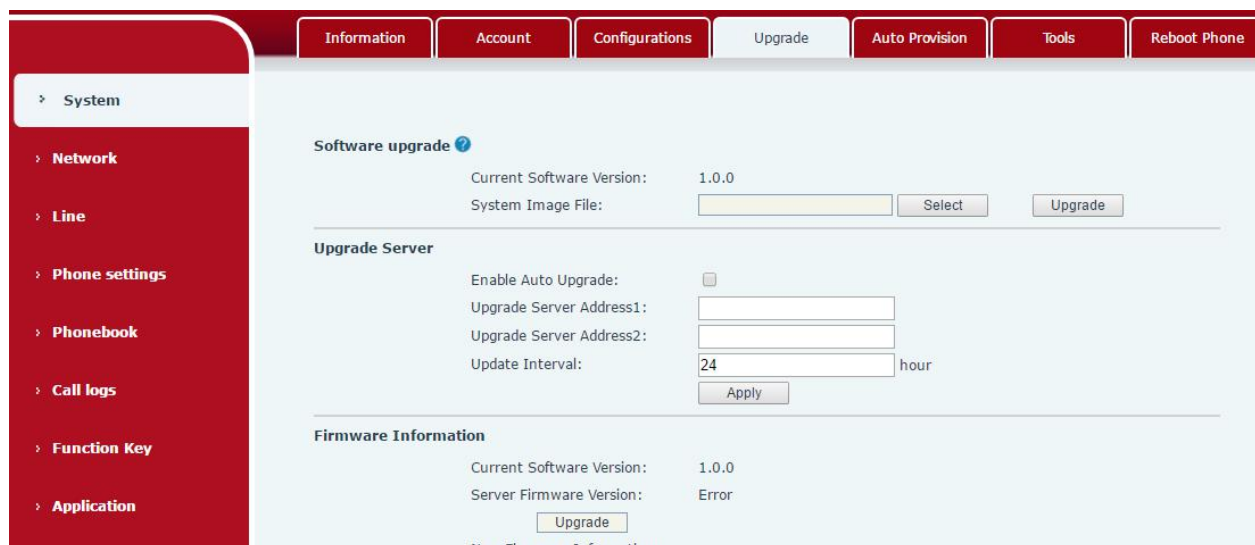 Information Account Configurations Upgrade Auto Provision Tools Reboot Phone
System
Network
Line
Phone settings
Phonebook
Call logs
Function Key
Application
Software upgrade
Current Software Version: 1.0.0
System Image File: Select Upgrade
Upgrade Server
Enable Auto Upgrade:
Upgrade Server Address1:
Upgrade Server Address2:
Update Interval: 24 hour
Apply
Firmware Information
Current Software Version: 1.0.0
Server Firmware Version: Error
Upgrade